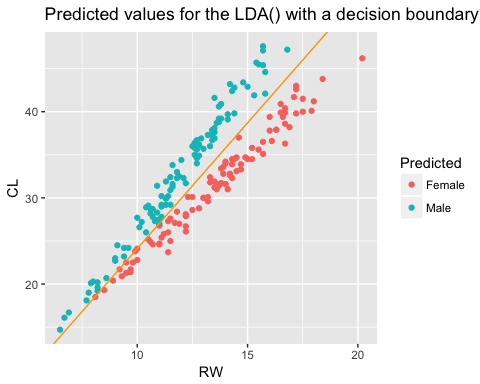 Predicted values for the LDA() with a decision boundary
CL
40
30
20
10
15
20
RW
Predicted
Female
Male